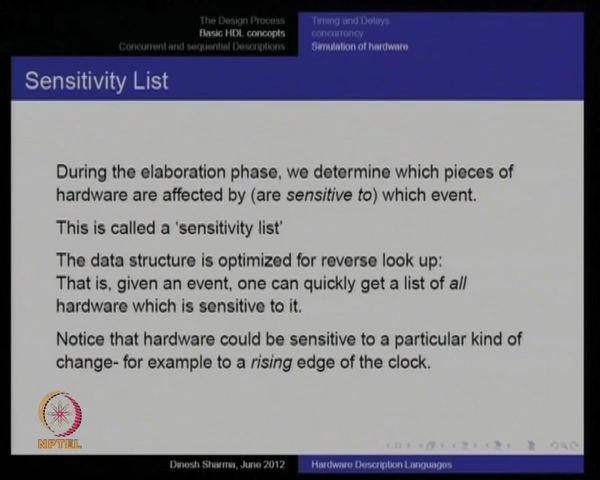 The Design Process
Basic HDL concepts
Concurrent and sequential Descriptions
Timing and Delays
concurrency
Simulation of hardware
Sensitivity List
During the elaboration phase, we determine which pieces of
hardware are affected by (are sensitive to) which event.
This is called a ‘sensitivity list’
The data structure is optimized for reverse look up:
That is, given an event, one can quickly get a list of all
hardware which is sensitive to it.
Notice that hardware could be sensitive to a particular kind of
change- for example to a rising edge of the clock.
NPTEL
Dinesh Sharma, June 2012
Hardware Description Languages